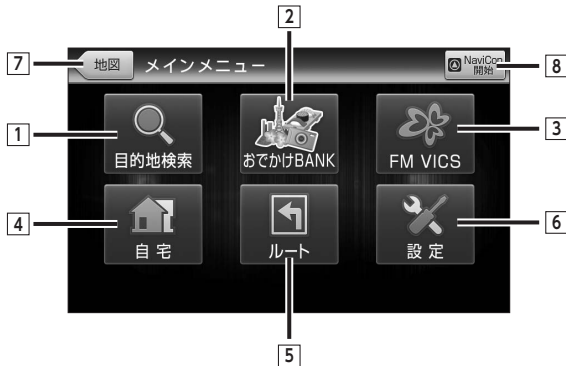 2
7
地図
メインメニュー
NaviCon
開始
8
1
目的地検索
おでかけBANK
FM VICS
3
4
自宅
ルート
設定
6
5